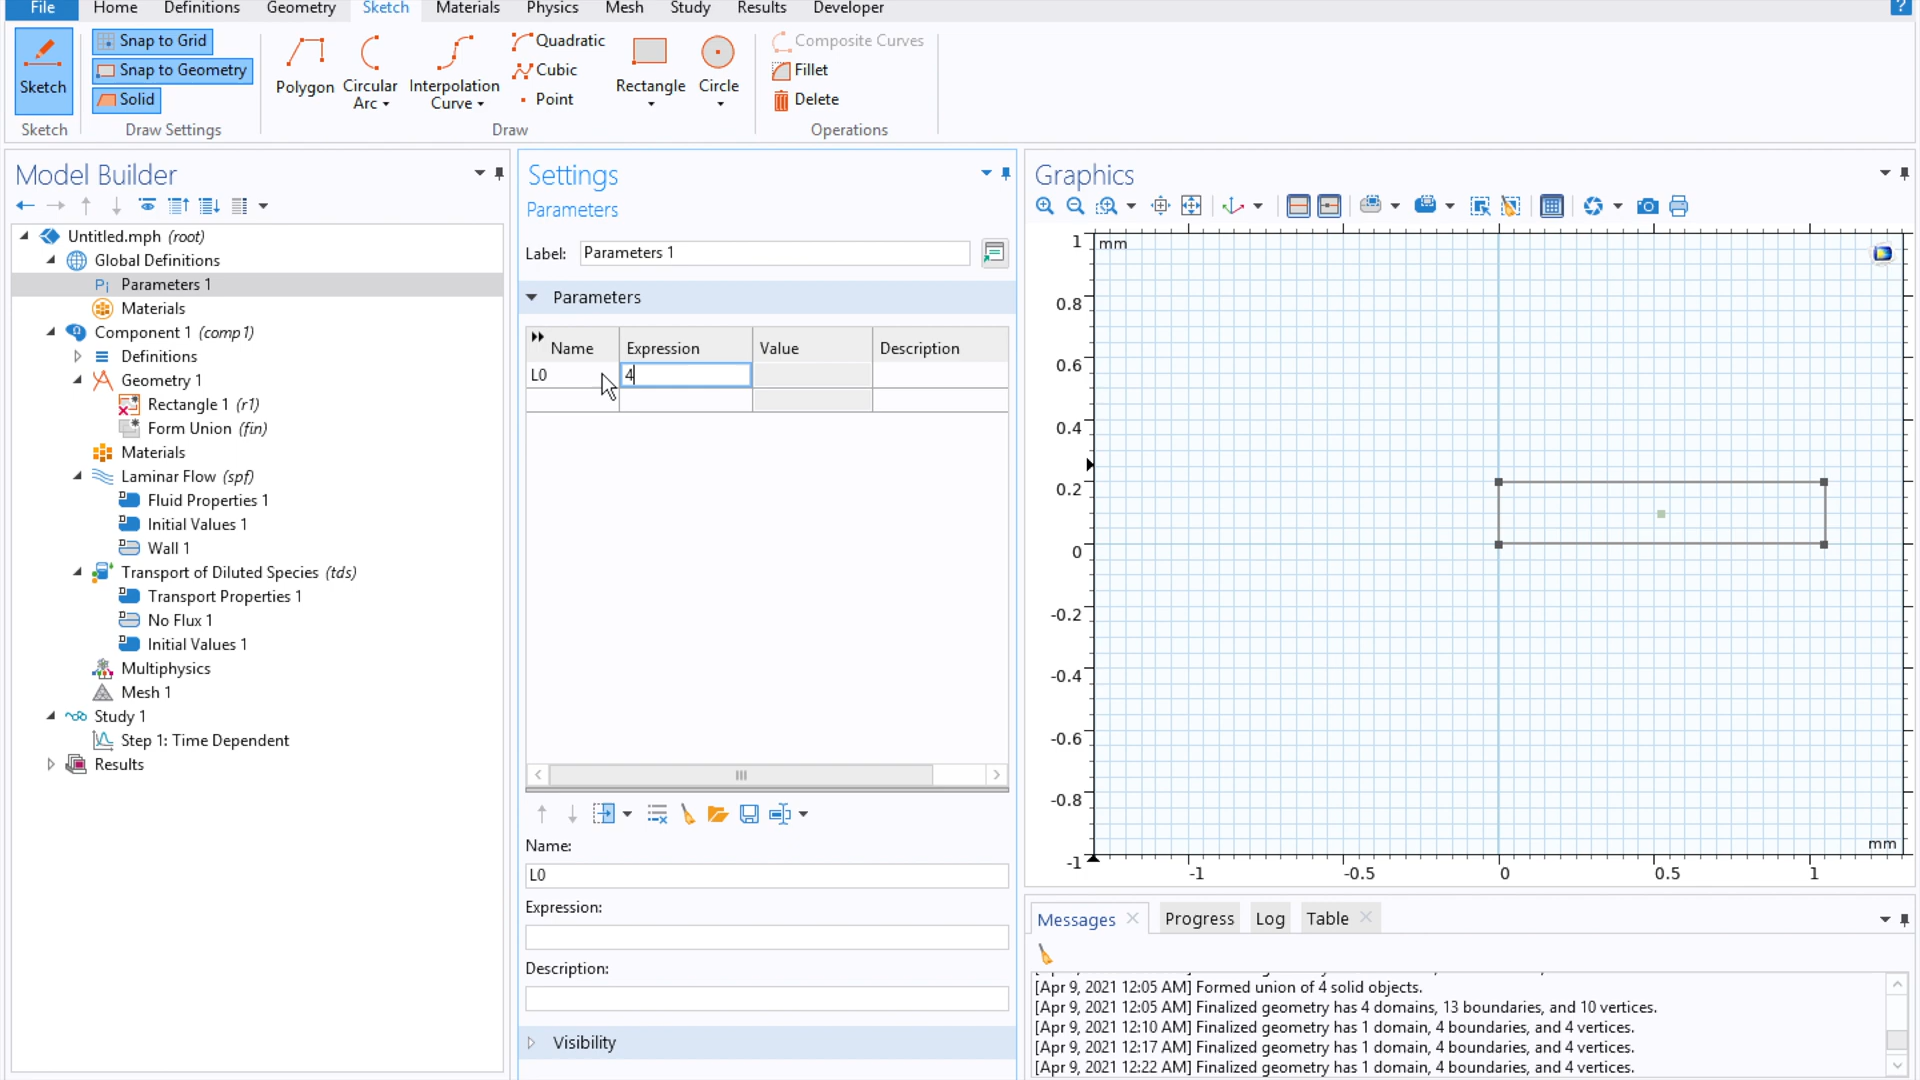 File Home Definitions Geometry Sketch Materials Physics Mesh Study Results Developer ?
Sketch
Snap to Grid
Snap to Geometry
Solid
Polygon
Circular Arc
Interpolation Curve
Quadratic
Cubic
Point
Rectangle
Circle
Composite Curves
Fillet
Delete
Sketch Draw Settings Draw Operations
Model Builder
Untitled.mph (root)
Global Definitions
Pi Parameters 1
Materials
Component 1 (comp1)
Definitions
Geometry 1
Rectangle 1 (r1)
Form Union (fin)
Materials
Laminar Flow (spf)
Fluid Properties 1
Initial Values 1
Wall 1
Transport of Diluted Species (tds)
Transport Properties 1
No Flux 1
Initial Values 1
Multiphysics
Mesh 1
Study 1
Step 1: Time Dependent
Results
Settings
Parameters
Label: Parameters 1
Parameters
Name Expression Value Description
L0 4
Name:
L0
Expression:
Description:
Visibility
Graphics
1 mm
0.8
0.6
0.4
0.2
0
-0.2
-0.4
-0.6
-0.8
-1 mm
-1 -0.5 0 0.5 1
Messages Progress Log Table
[Apr 9, 2021 12:05 AM] Formed union of 4 solid objects.
[Apr 9, 2021 12:05 AM] Finalized geometry has 4 domains, 13 boundaries, and 10 vertices.
[Apr 9, 2021 12:10 AM] Finalized geometry has 1 domain, 4 boundaries, and 4 vertices.
[Apr 9, 2021 12:17 AM] Finalized geometry has 1 domain, 4 boundaries, and 4 vertices.
[Apr 9, 2021 12:22 AM] Finalized geometry has 1 domain, 4 boundaries, and 4 vertices.